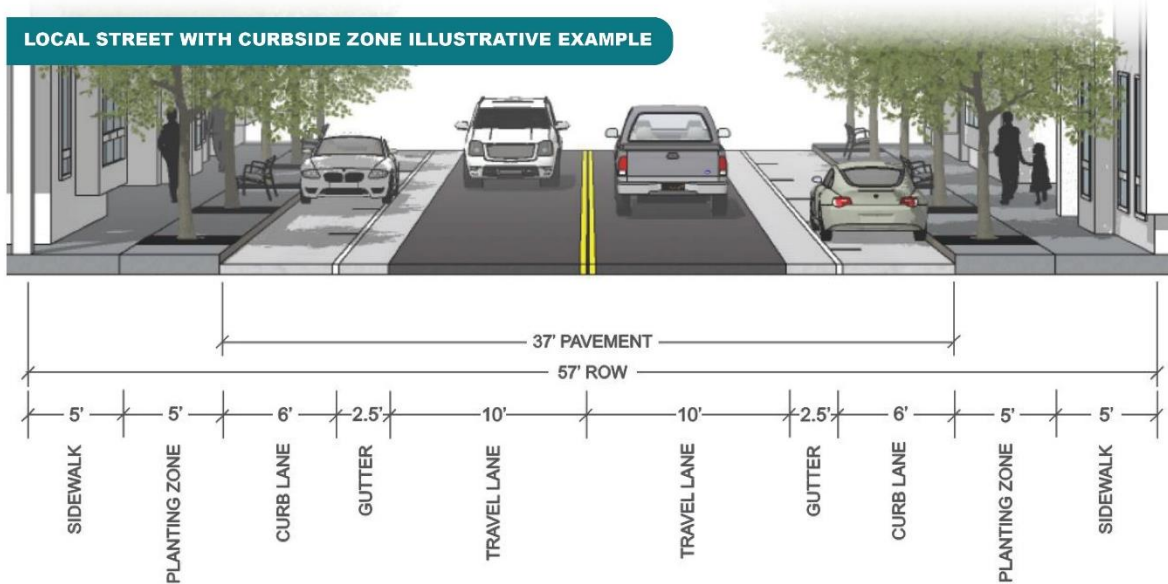 LOCAL STREET WITH CURBSIDE ZONE ILLUSTRATIVE EXAMPLE
37' PAVEMENT
57' ROW
5' 5' 6' 2.5' 10' 10' 2.5' 6' 5' 5'
SIDEWALK
PLANTING ZONE
CURB LANE
GUTTER
TRAVEL LANE
TRAVEL LANE
GUTTER
CURB LANE
PLANTING ZONE
SIDEWALK